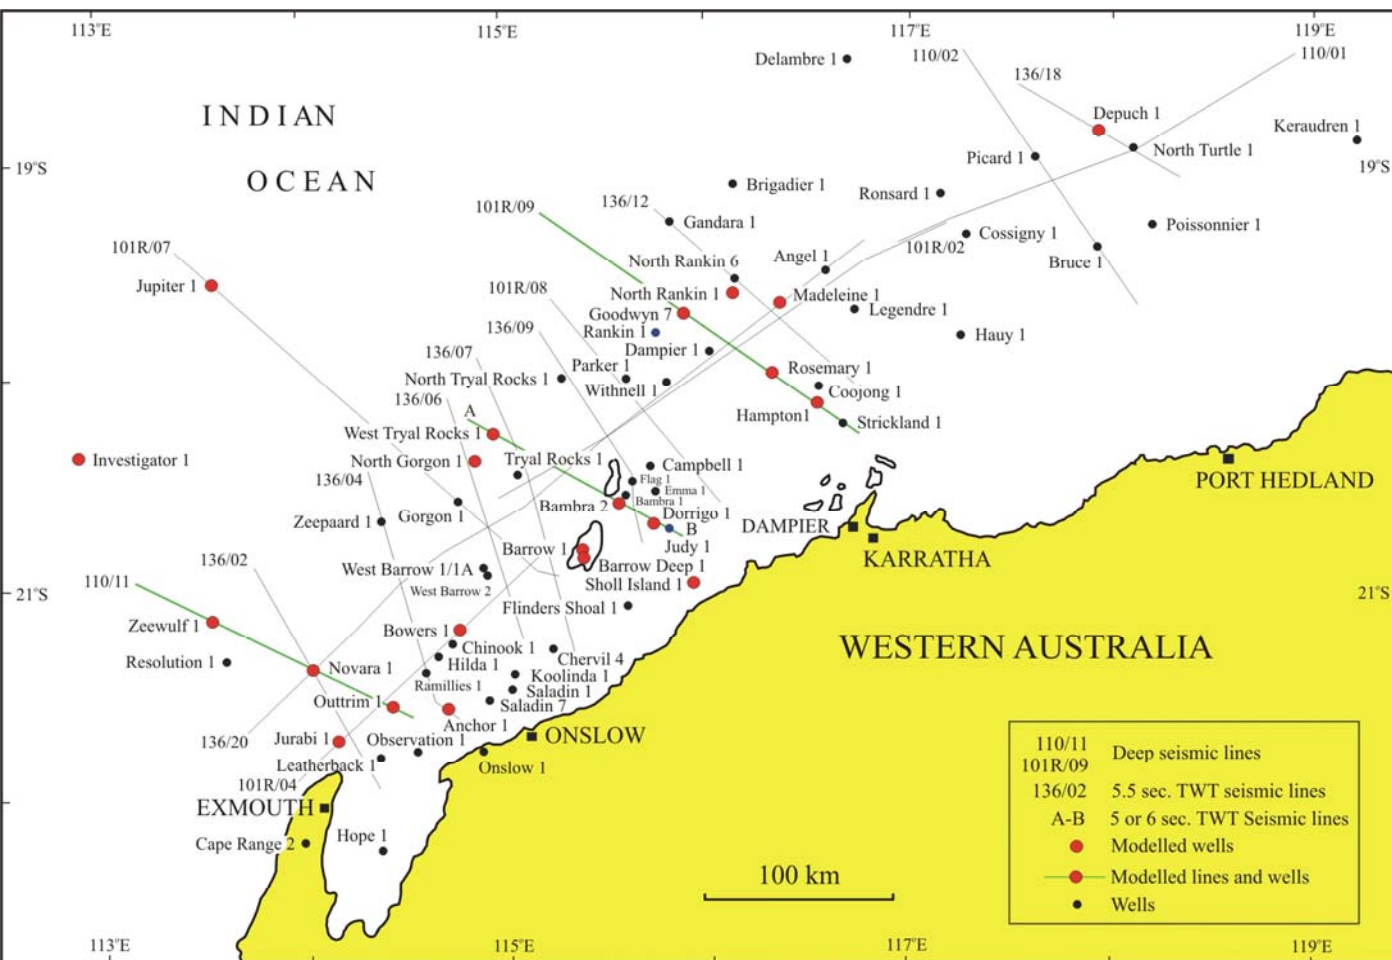 113°E
115°E
117°E
119°E
110/02
110/01
Delambre 1
136/18
INDIAN
Depuch 1
Keraudren 1
North Turtle 1
Picard 1
19°S
19°S
OCEAN
Brigadier 1
Ronsard 1
136/12
101R/09
Gandara 1
Poissonnier 1
Cossigny 1
101R/07
101R/02
Angel 1
Bruce 1
North Rankin 6
Jupiter 1
101R/08
North Rankin 1
Madeleine 1
Legendre 1
Goodwyn 7
136/09
Rankin 1
Hauy 1
136/07
Dampier 1
Parker 1
Rosemary 1
North Tryal Rocks 1
Withnell 1
Coojong 1
136/06
A
Hampton1
Strickland 1
West Tryal Rocks 1
Investigator 1
North Gorgon 1
Tryal Rocks 1
Campbell 1
136/04
Flag 1
PORT HEDLAND
Emma 1
Bambra 1
Bambra 2
Gorgon 1
Dorrigo 1
Zeepaard 1
DAMPIER
B
Judy 1
Barrow 1
KARRATHA
136/02
West Barrow 1/1A
Barrow Deep 1
110/11
Sholl Island 1
West Barrow 2
21°S
21°S
Flinders Shoal 1
Zeewulf 1
Bowers 1
Chinook 1
WESTERN AUSTRALIA
Resolution 1
Chervil 4
Hilda 1
Novara 1
Koolinda 1
Ramillies 1
Saladin 1
Outtrim 1
Saladin 7
Anchor 1
136/20
Jurabi 1
Observation 1
ONSLOW
Leatherback 1
Onslow 1
101R/04
EXMOUTH
Hope 1
Cape Range 2
110/11
101R/09
Deep seismic lines
136/02 5.5 sec. TWT seismic lines
A-B 5 or 6 sec. TWT Seismic lines
Modelled wells
Modelled lines and wells
Wells
100 km
113°E
115°E
117°E
119°E